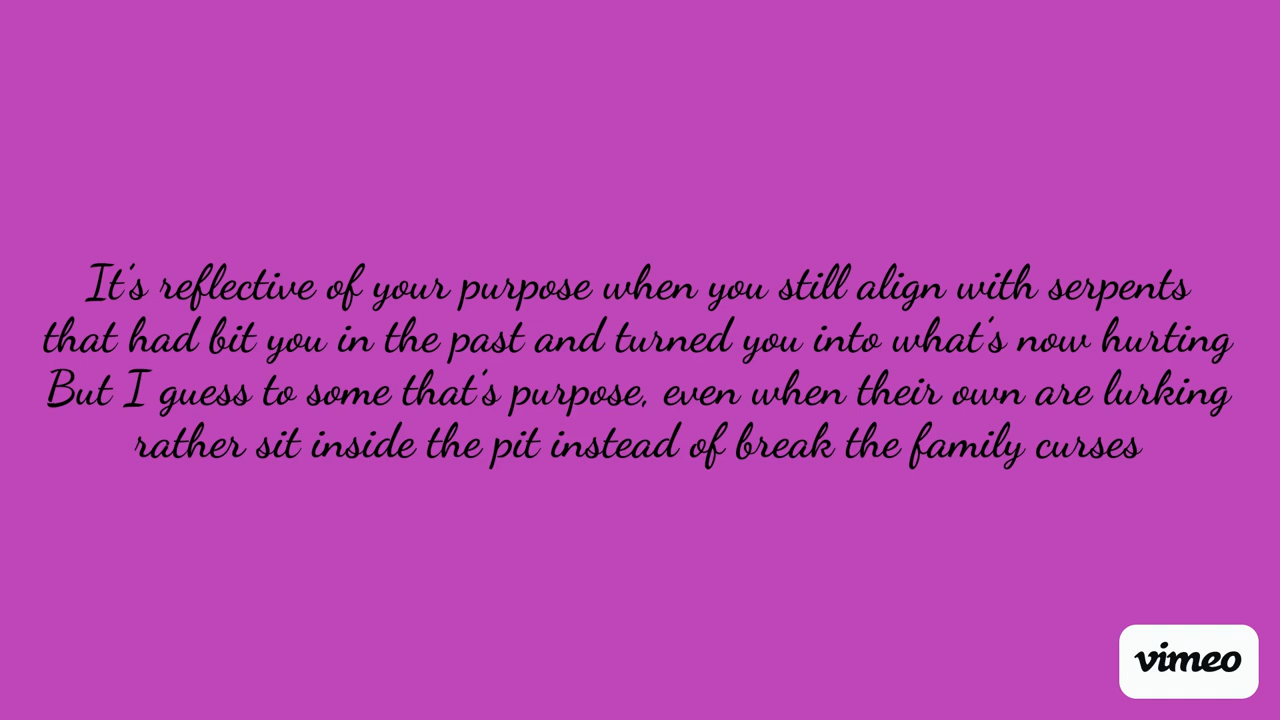 It's reflective of your purpose when you still align with serpents
that had bit you in the past and turned you into what's now hurting
But I guess to some that's purpose, even when their own are lurking
rather sit inside the pit instead of break the family curses
vimeo